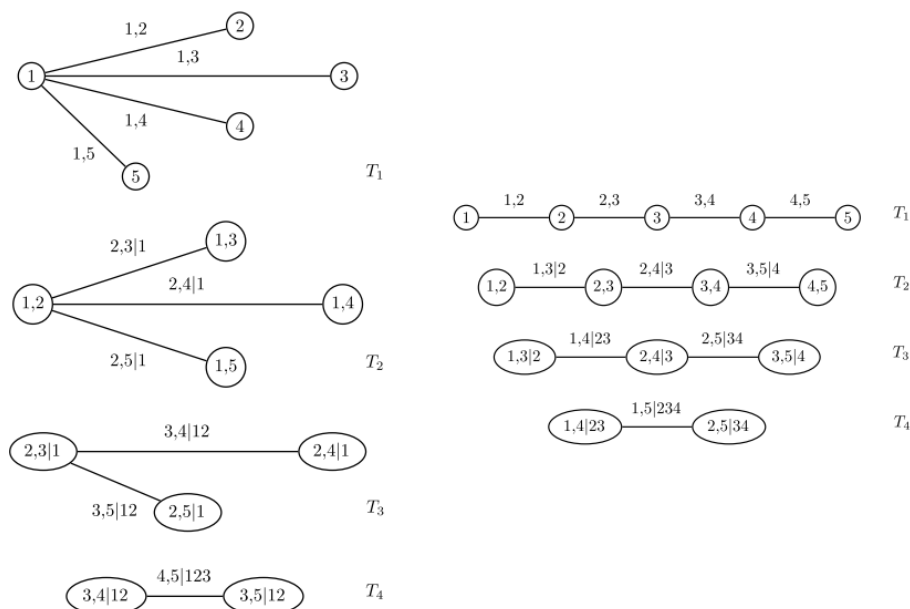 1,2
2
1,3
1
3
1,4
4
1,5
5
T₁
2,3|1
1,3
2,4|1
1,2
1,4
2,5|1
1,5
T₂
3,4|12
2,3|1
2,4|1
3,5|12
2,5|1
T₃
4,5|123
3,4|12
3,5|12
T₄
1,2 2,3 3,4 4,5
1 2 3 4 5 T₁
1,3|2 2,4|3 3,5|4
1,2 2,3 3,4 4,5 T₂
1,4|23 2,5|34
1,3|2 2,4|3 3,5|4 T₃
1,5|234
1,4|23 2,5|34 T₄